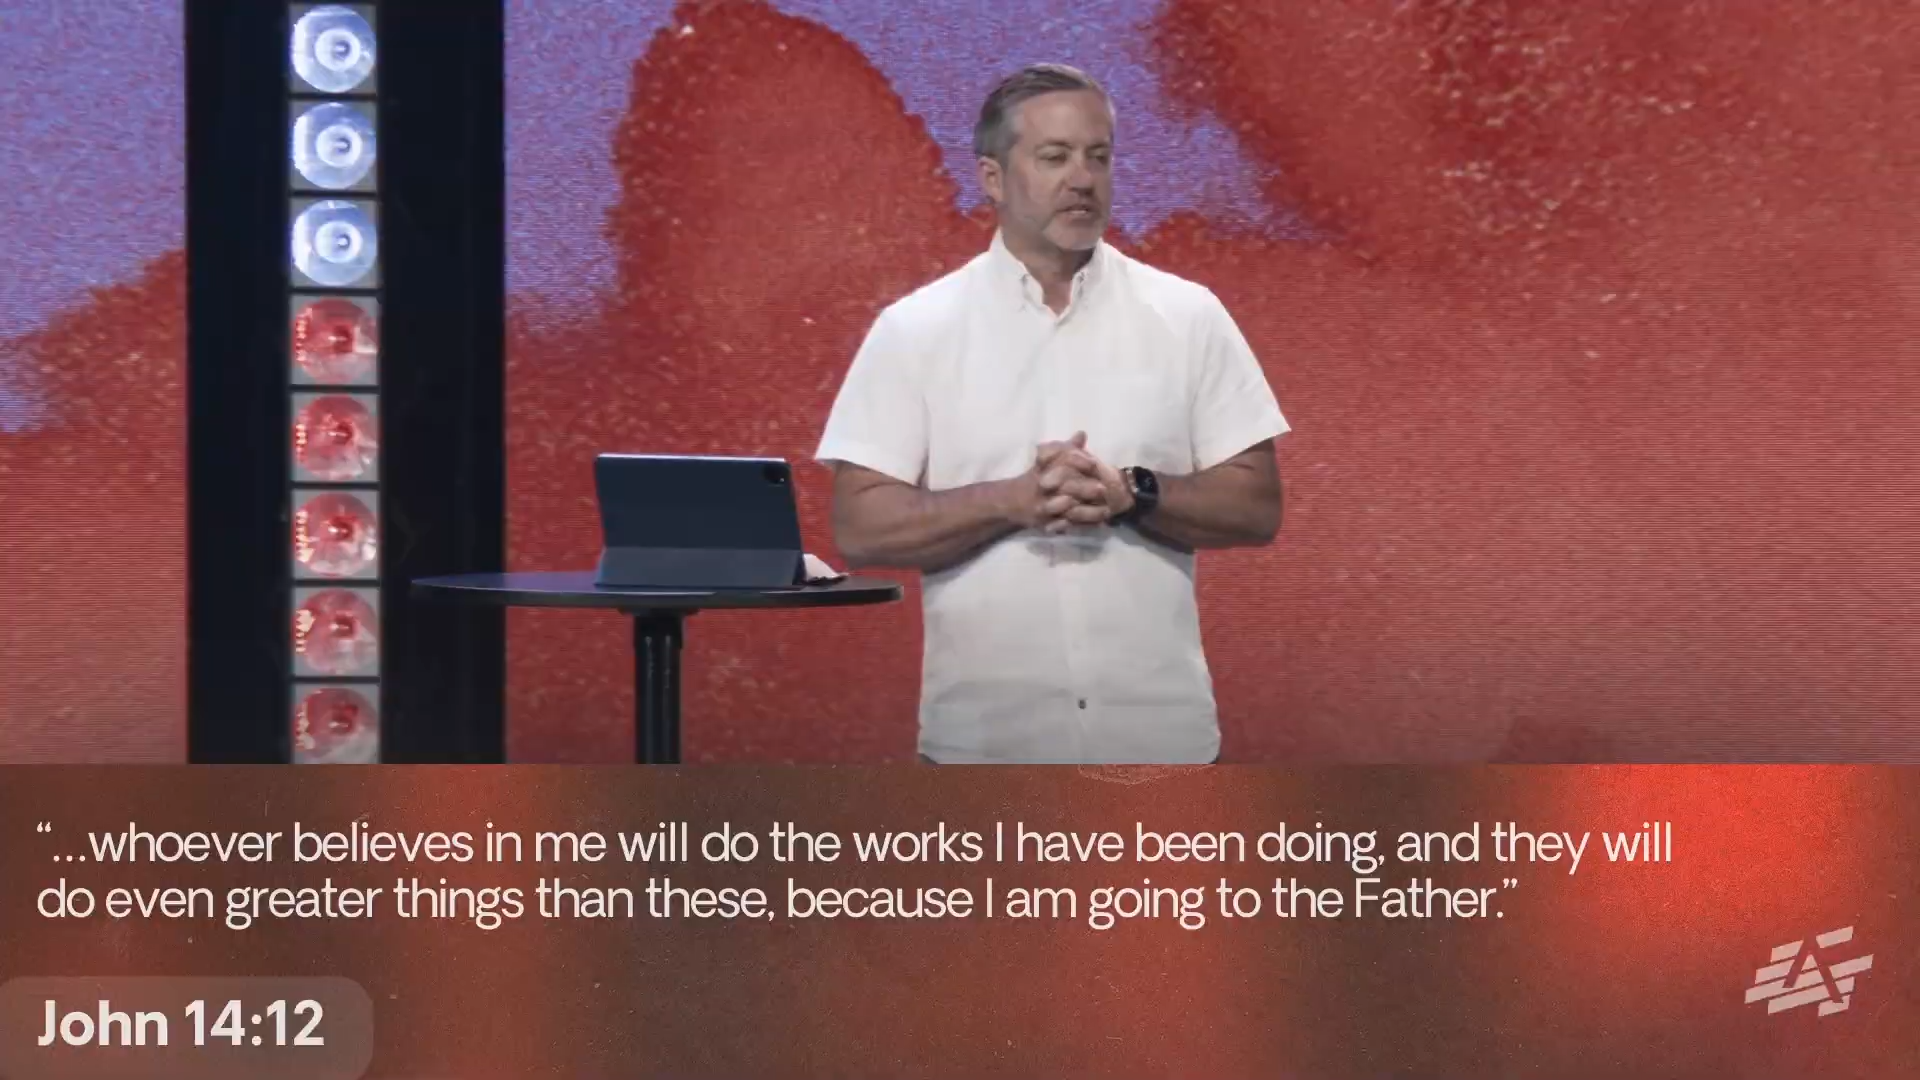 “...whoever believes in me will do the works I have been doing, and they will
do even greater things than these, because I am going to the Father.”
John 14:12